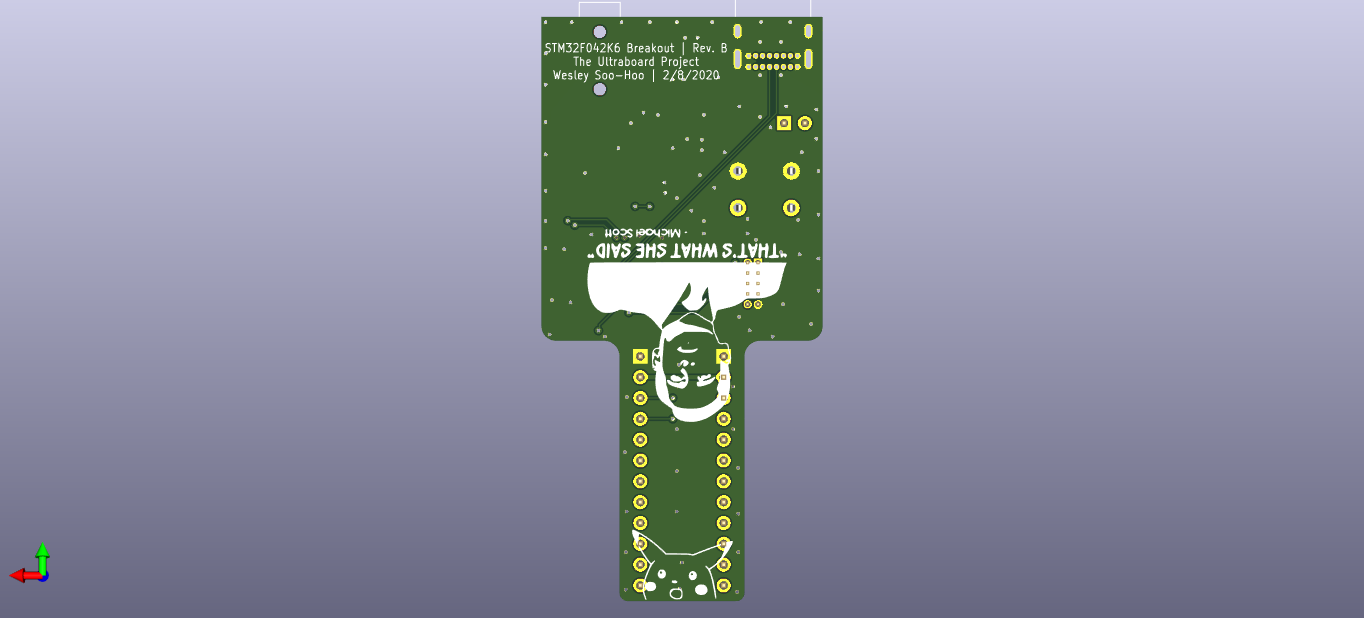 STM32F042K6 Breakout | Rev. B
The Ultraboard Project
Wesley Soo-Hoo | 2/8/2020
"THAT'S WHAT SHE SAID"
- Michael Scott